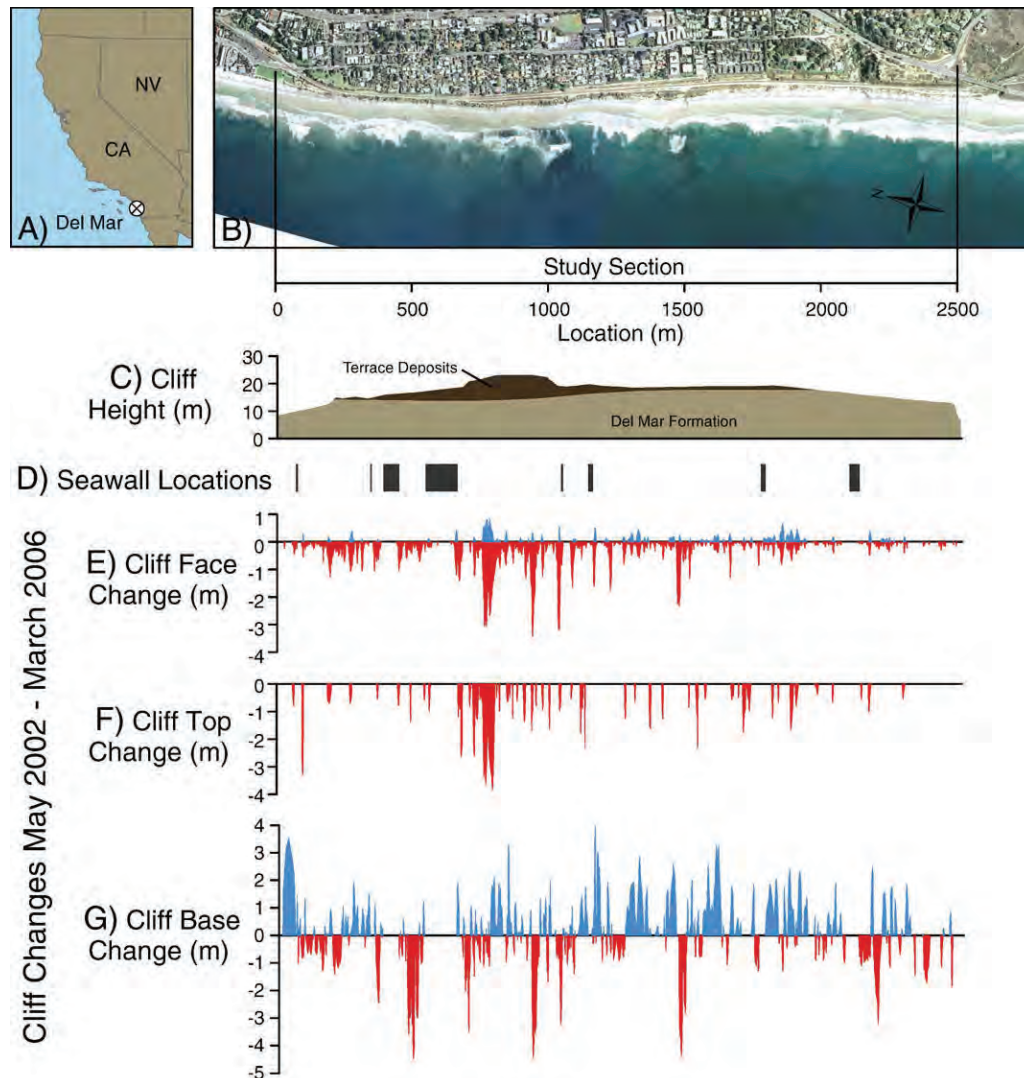 NV
CA
Del Mar
A)
B)
N
Study Section
0 500 1000 1500 2000 2500
Location (m)
C) Cliff
Height (m)
30
20
10
0
Terrace Deposits
Del Mar Formation
D) Seawall Locations
Cliff Changes May 2002 - March 2006
E) Cliff Face
Change (m)
1
0
-1
-2
-3
-4
F) Cliff Top
Change (m)
0
-1
-2
-3
-4
G) Cliff Base
Change (m)
4
3
2
1
0
-1
-2
-3
-4
-5